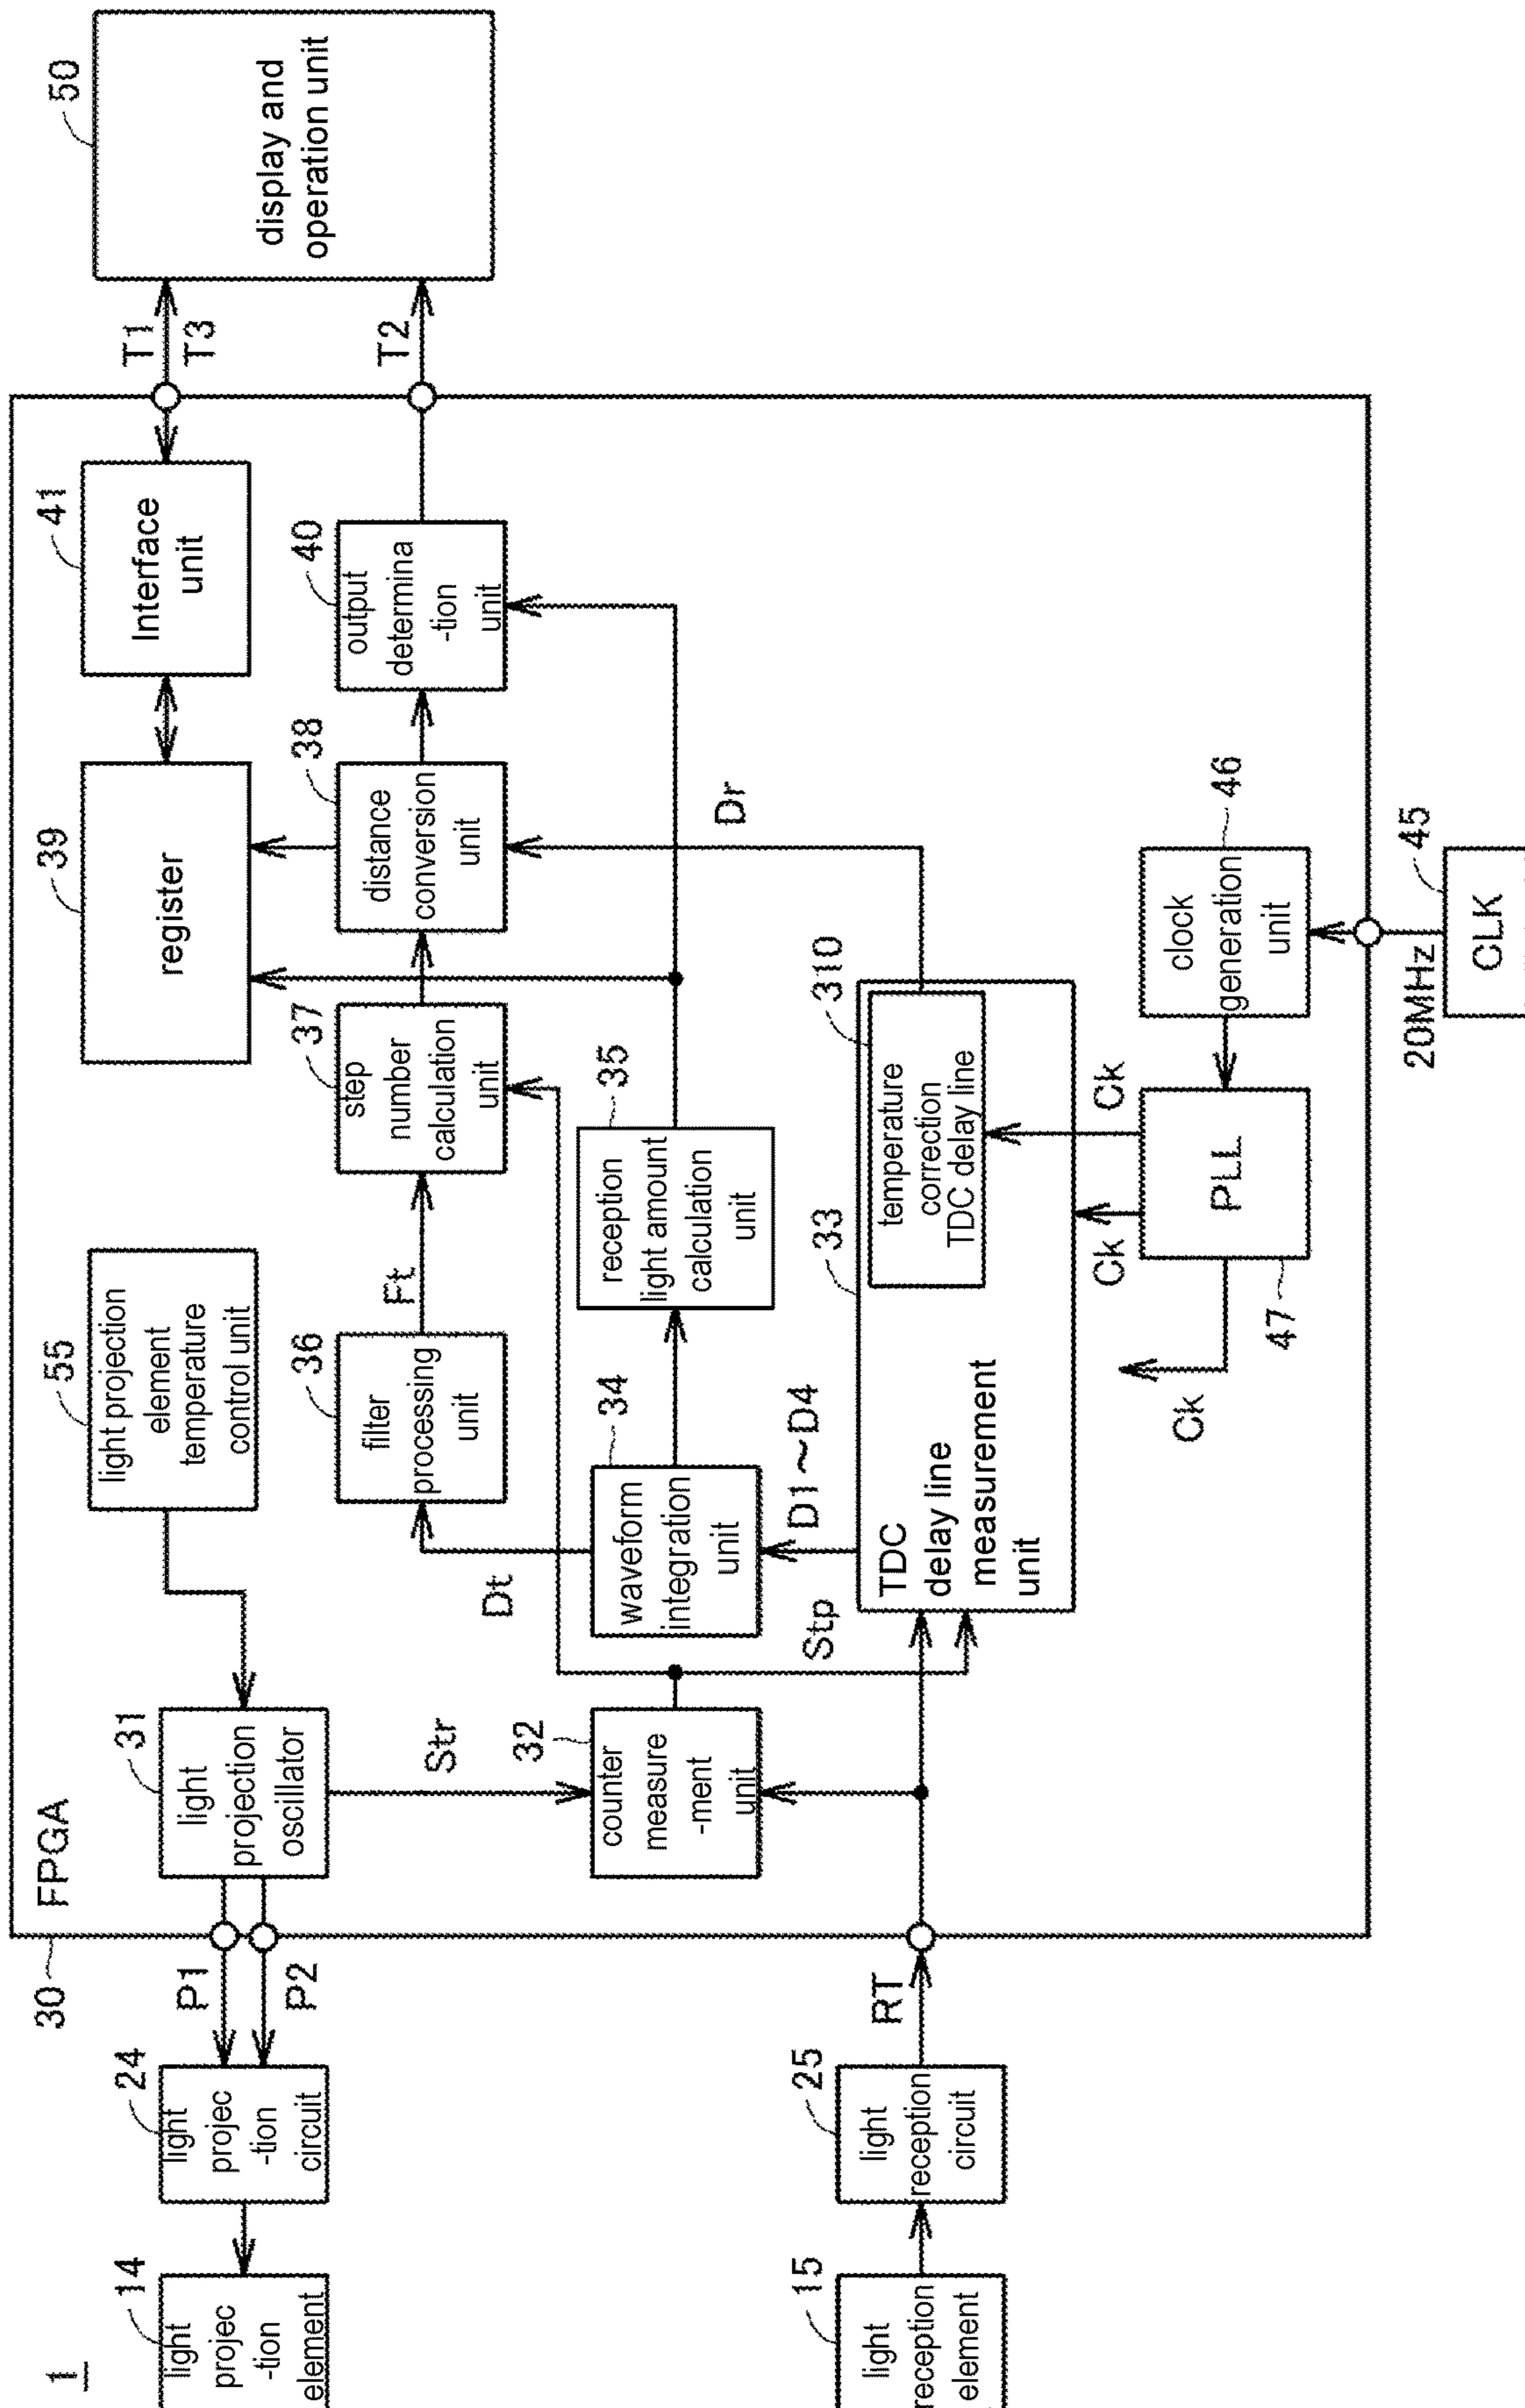 1
14
light
projec
-tion
element
24
light
projec
-tion
circuit
P1
P2
30
FPGA
31
light
projection
oscillator
55
light projection
element
temperature
control unit
39
register
41
Interface
unit
T1
T3
50
display and
operation unit
Str
Dt
36
filter
processing
unit
Ft
37
step
number
calculation
unit
38
distance
conversion
unit
40
output
determina
-tion
unit
T2
32
counter
measure
-ment
unit
34
waveform
integration
unit
35
reception
light amount
calculation
unit
Dr
Stp
D1~D4
15
light
reception
element
25
light
reception
circuit
RT
33
TDC
delay line
measurement
unit
310
temperature
correction
TDC delay line
Ck
Ck
Ck
47
PLL
46
clock
generation
unit
20MHz
45
CLK